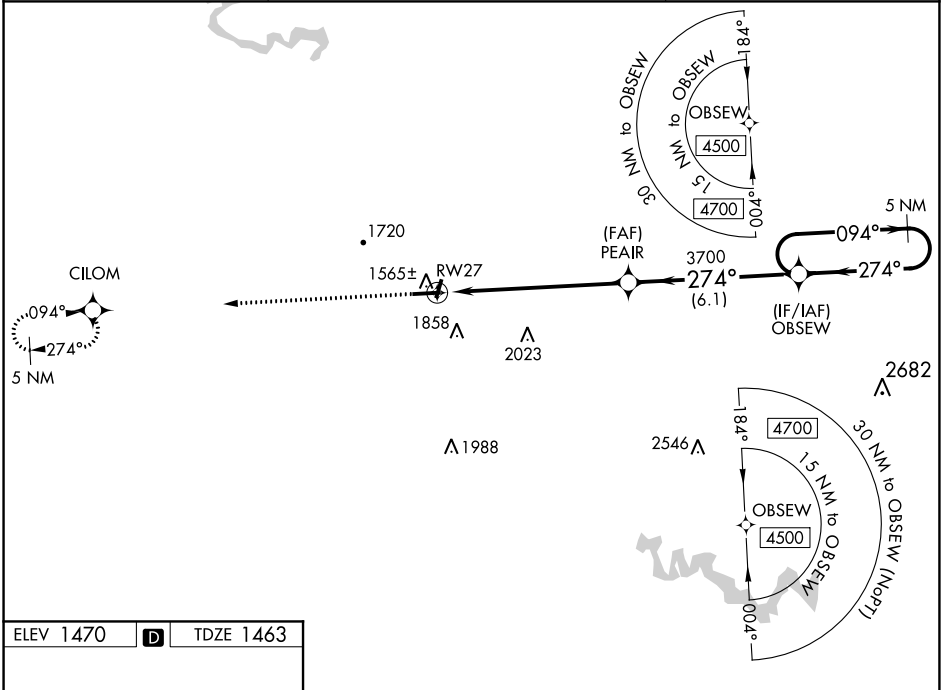 30 NM to OBSEW
15 NM to OBSEW
184°
OBSEW
4500
4700
004°
5 NM
094°
274°
1720
(FAF)
PEAIR
3700
274°
(6.1)
(IF/IAF)
OBSEW
CILOM
1565±
RW27
094°
274°
5 NM
1858
2023
2682
1988
2546
184°
4700
30 NM to OBSEW (NoPT)
15 NM to OBSEW
OBSEW
4500
004°
ELEV 1470 D TDZE 1463